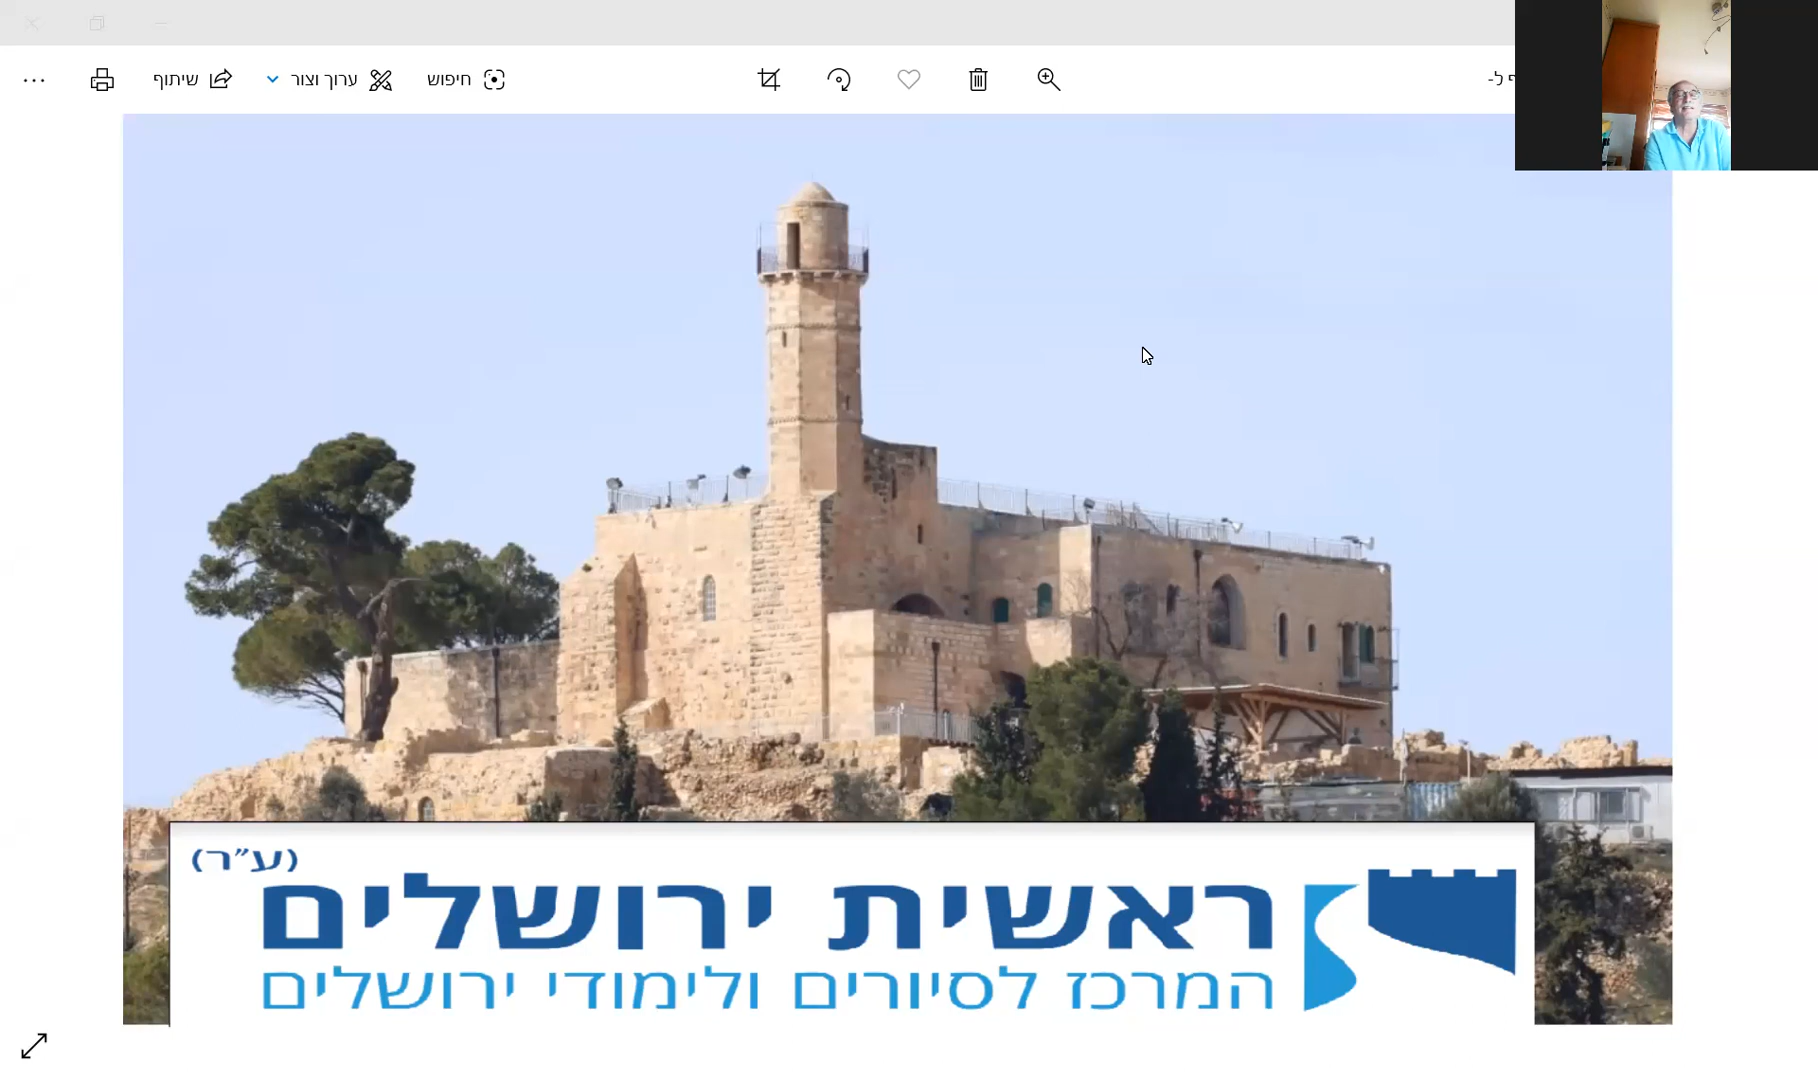 שיתוף
ערוך וצור
חיפוש
ף ל-
(ע״ר)
ראשית ירושלים
המרכז לסיורים ולימודי ירושלים